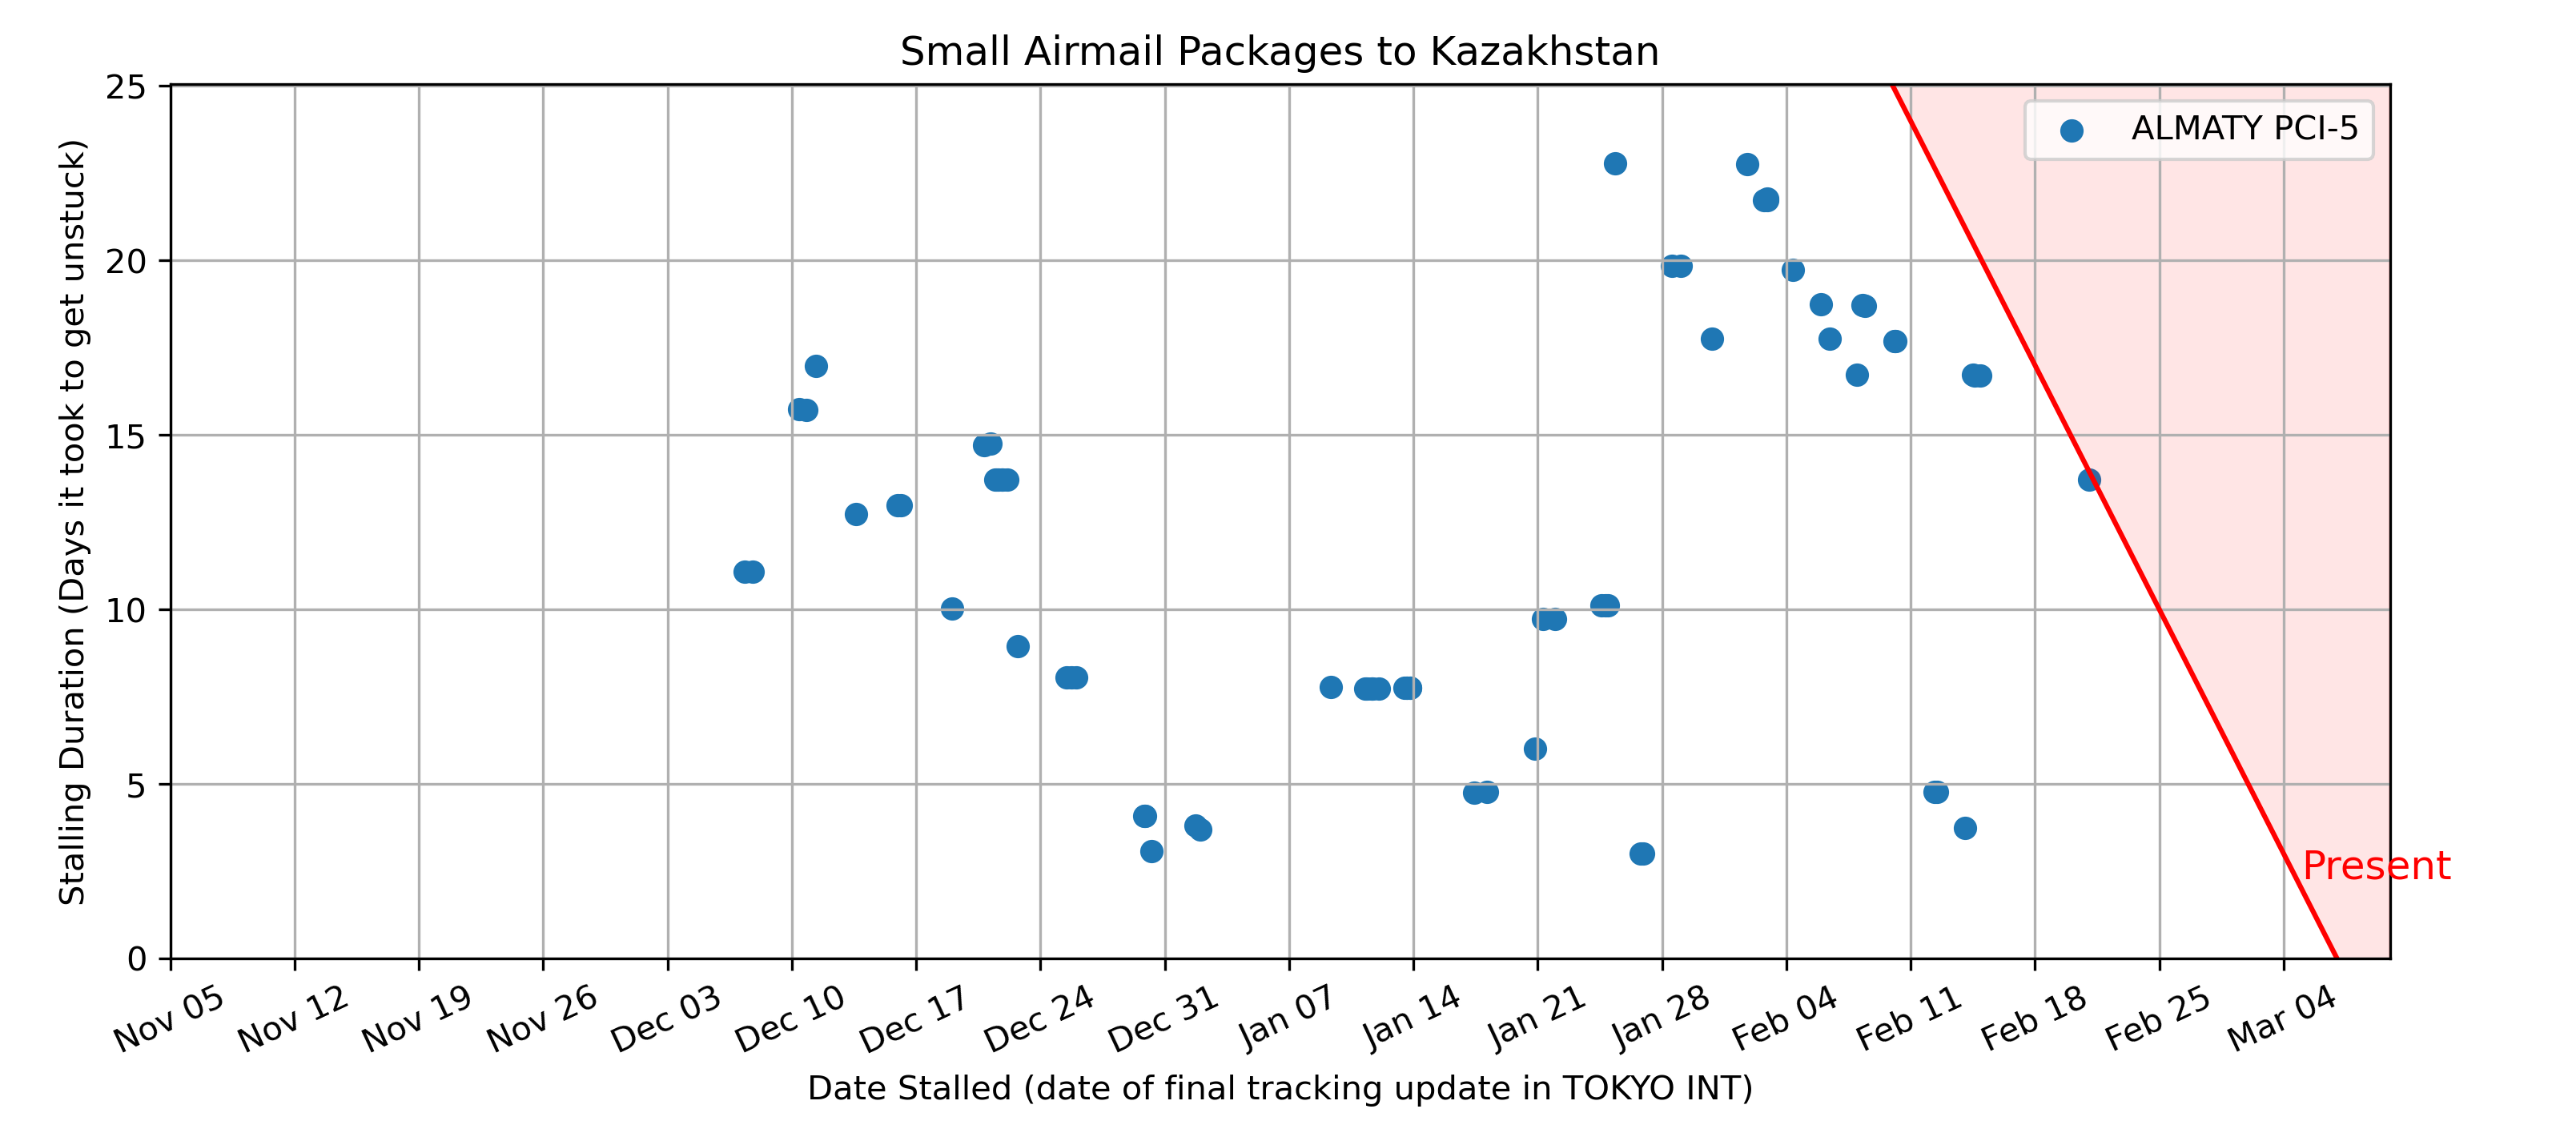 Small Airmail Packages to Kazakhstan
ALMATY PCI-5
Stalling Duration (Days it took to get unstuck)
25
20
15
10
5
0
Present
Nov 05
Nov 12
Nov 19
Nov 26
Dec 03
Dec 10
Dec 17
Dec 24
Dec 31
Jan 07
Jan 14
Jan 21
Jan 28
Feb 04
Feb 11
Feb 18
Feb 25
Mar 04
Date Stalled (date of final tracking update in TOKYO INT)